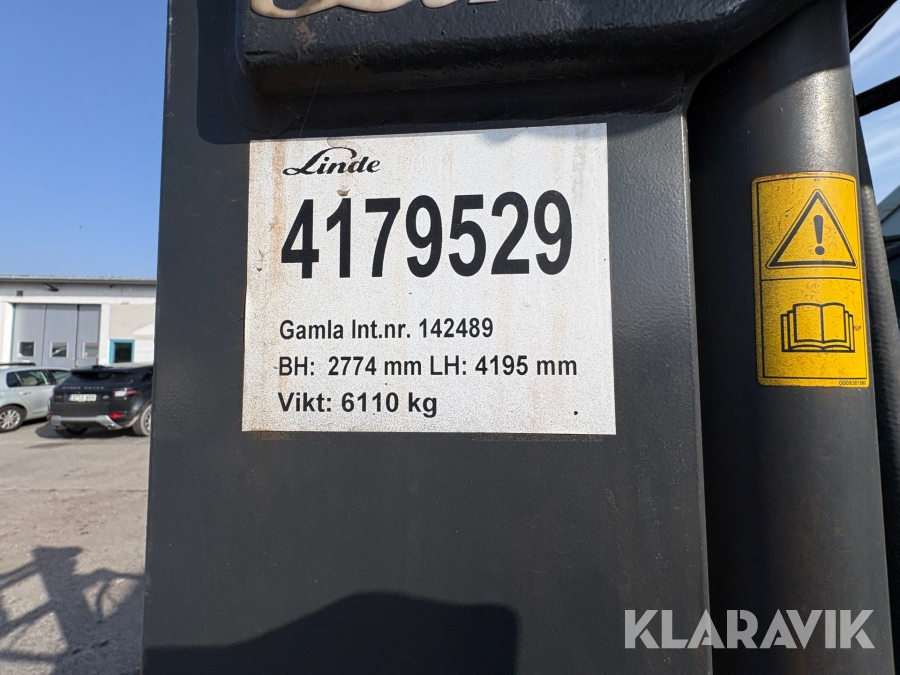 Linde
4179529
Gamla Int.nr. 142489
BH: 2774 mm LH: 4195 mm
Vikt: 6110 kg
KLARAVIK